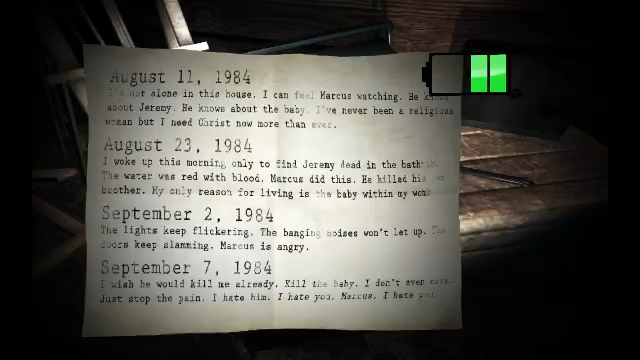 August 11, 1984
I'm not alone in this house. I can feel Marcus watching. He knows
about Jeremy. He knows about the baby. I've never been a religious
woman but I need Christ now more than ever.
August 23, 1984
I woke up this morning only to find Jeremy dead in the bathtub.
The water was red with blood. Marcus did this. He killed his own
brother. My only reason for living is the baby within my womb
September 2, 1984
The lights keep flickering. The banging noises won't let up. The
doors keep slamming. Marcus is angry.
September 7, 1984
I wish he would kill me already. Kill the baby. I don't even care.
Just stop the pain. I hate him. I hate you, Marcus. I hate you.